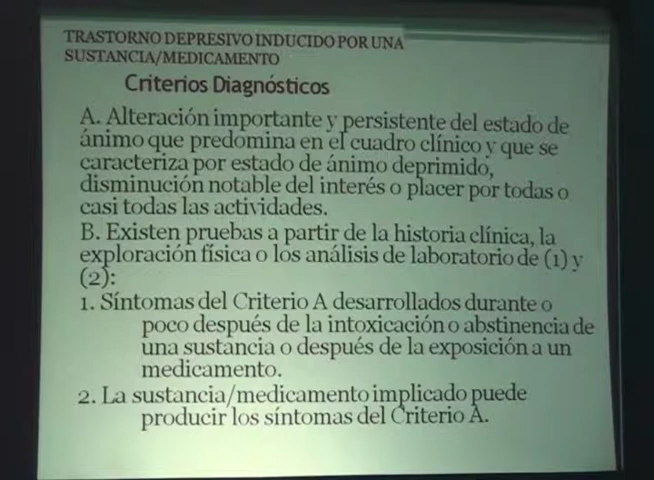 TRASTORNO DEPRESIVO INDUCIDO POR UNA
SUSTANCIA/MEDICAMENTO
Criterios Diagnósticos
A. Alteración importante y persistente del estado de
ánimo que predomina en el cuadro clínico y que se
caracteriza por estado de ánimo deprimido,
disminución notable del interés o placer por todas o
casi todas las actividades.
B. Existen pruebas a partir de la historia clínica, la
exploración física o los análisis de laboratorio de (1) y
(2):
1. Síntomas del Criterio A desarrollados durante o
poco después de la intoxicación o abstinencia de
una sustancia o después de la exposición a un
medicamento.
2. La sustancia/medicamento implicado puede
producir los síntomas del Criterio A.